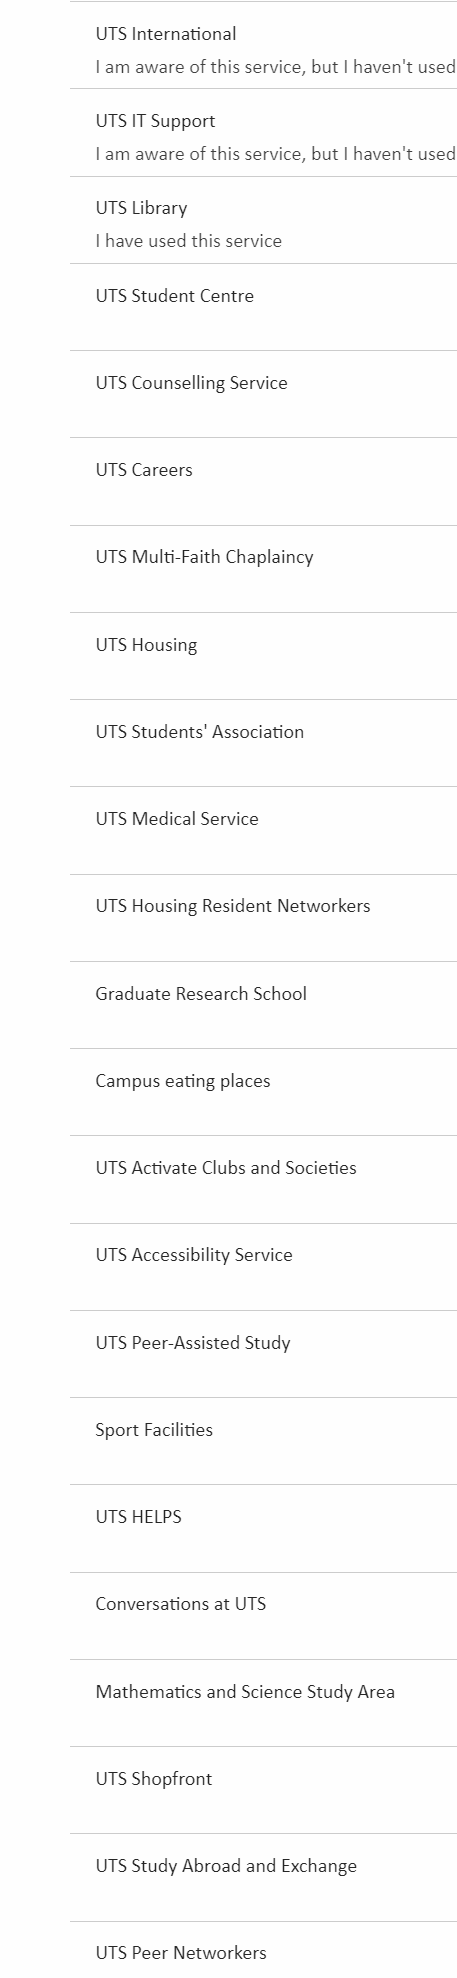 UTS International
I am aware of this service, but I haven't used
UTS IT Support
I am aware of this service, but I haven't used
UTS Library
I have used this service
UTS Student Centre
UTS Counselling Service
UTS Careers
UTS Multi-Faith Chaplaincy
UTS Housing
UTS Students' Association
UTS Medical Service
UTS Housing Resident Networkers
Graduate Research School
Campus eating places
UTS Activate Clubs and Societies
UTS Accessibility Service
UTS Peer-Assisted Study
Sport Facilities
UTS HELPS
Conversations at UTS
Mathematics and Science Study Area
UTS Shopfront
UTS Study Abroad and Exchange
UTS Peer Networkers